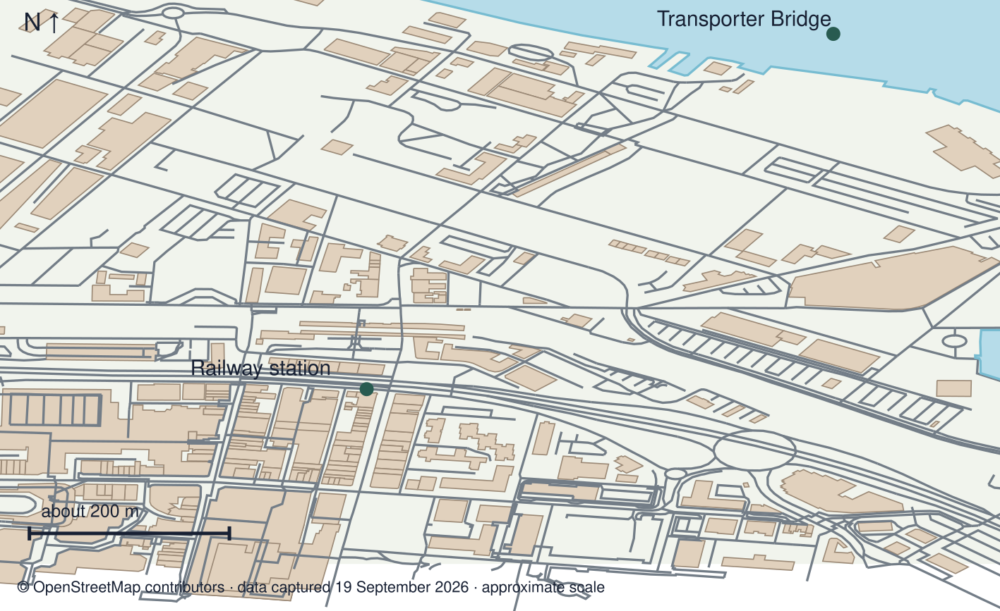 Transporter Bridge
N ↑
Railway station
about 200 m
© OpenStreetMap contributors · data captured 19 September 2026 · approximate scale